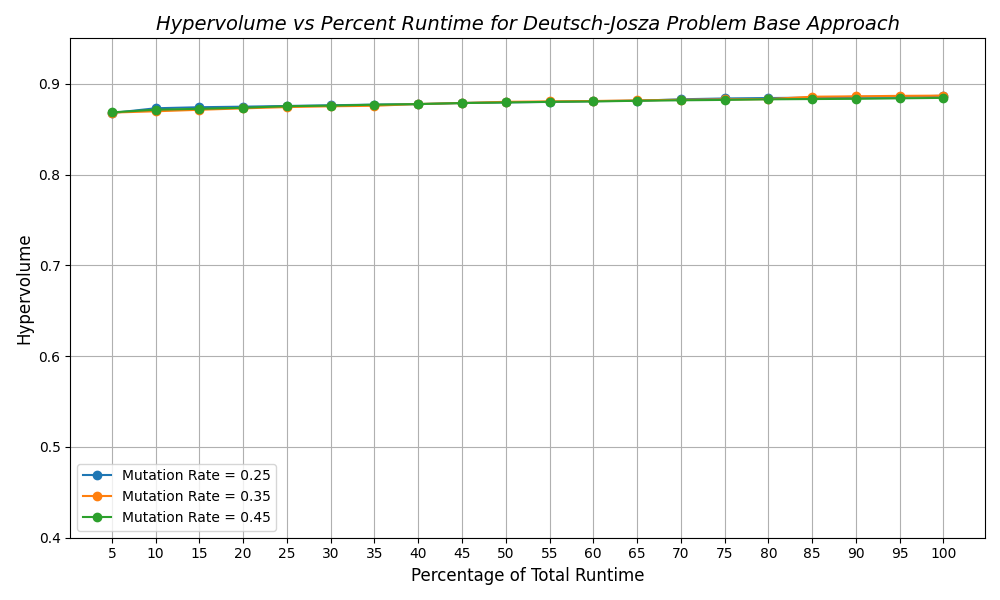 Hypervolume vs Percent Runtime for Deutsch-Josza Problem Base Approach
Hypervolume
0.9
0.8
0.7
0.6
0.5
0.4
Mutation Rate = 0.25
Mutation Rate = 0.35
Mutation Rate = 0.45
5 10 15 20 25 30 35 40 45 50 55 60 65 70 75 80 85 90 95 100
Percentage of Total Runtime